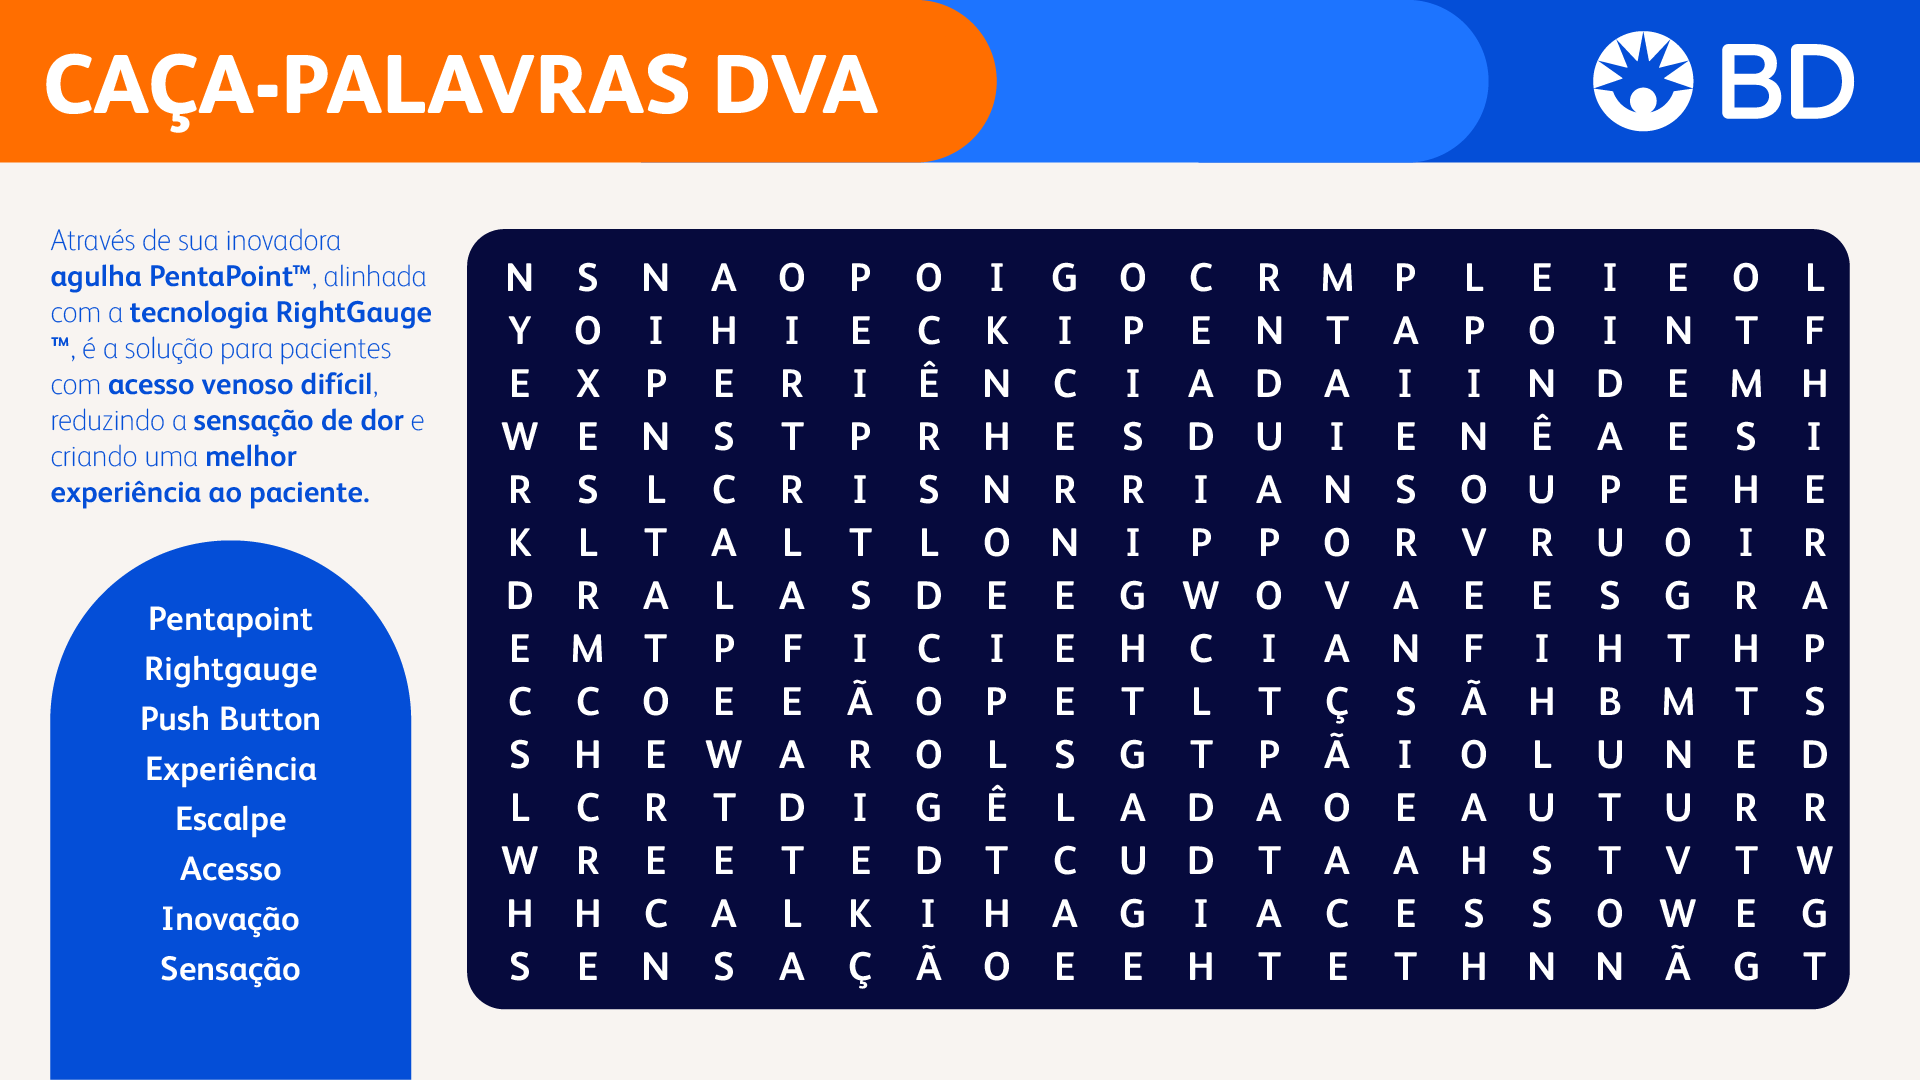 CAÇA-PALAVRAS DVA
BD
Através de sua inovadora
agulha PentaPoint™, alinhada
com a tecnologia RightGauge
™, é a solução para pacientes
com acesso venoso difícil,
reduzindo a sensação de dor e
criando uma melhor
experiência ao paciente.
Pentapoint
Rightgauge
Push Button
Experiência
Escalpe
Acesso
Inovação
Sensação
N S N A O P O I G O C R M P L E I E O L
Y O I H I E C K I P E N T A P O I N T F
E X P E R I Ê N C I A D A I I N D E M H
W E N S T P R H E S D U I E N Ê A E S I
R S L C R I S N R R I A N S O U P E H E
K L T A L T L O N I P P O R V R U O I R
D R A L A S D E E G W O V A E E S G R A
E M T P F I C I E H C I A N F I H T H P
C C O E E Ã O P E T L T Ç S Ã H B M T S
S H E W A R O L S G T P Ã I O L U N E D
L C R T D I G Ê L A D A O E A U T U R R
W R E E T E D T C U D T A A H S T V T W
H H C A L K I H A G I A C E S S O W E G
S E N S A Ç Ã O E E H T E T H N N Ã G T